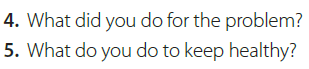 4. What did you do for the problem?
5. What do you do to keep healthy?